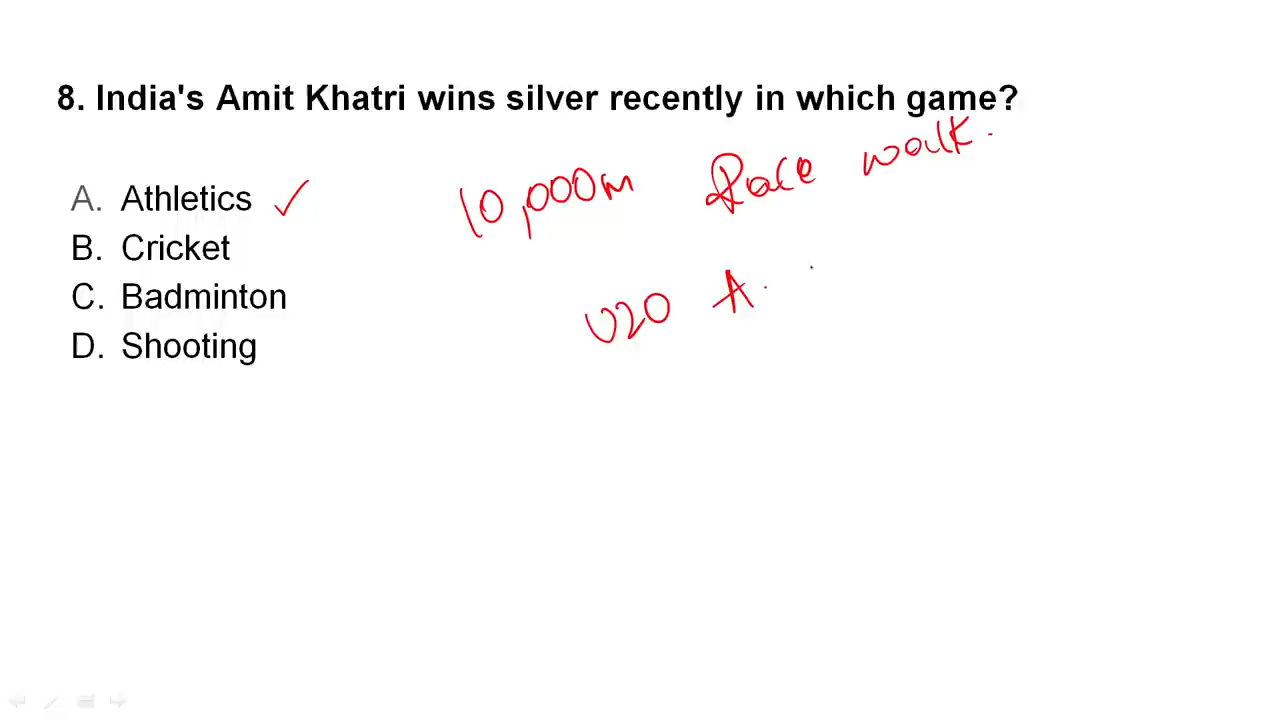 8. India's Amit Khatri wins silver recently in which game?
10,000m Race walk.
A. Athletics ✓
B. Cricket
U20 A.
C. Badminton
D. Shooting